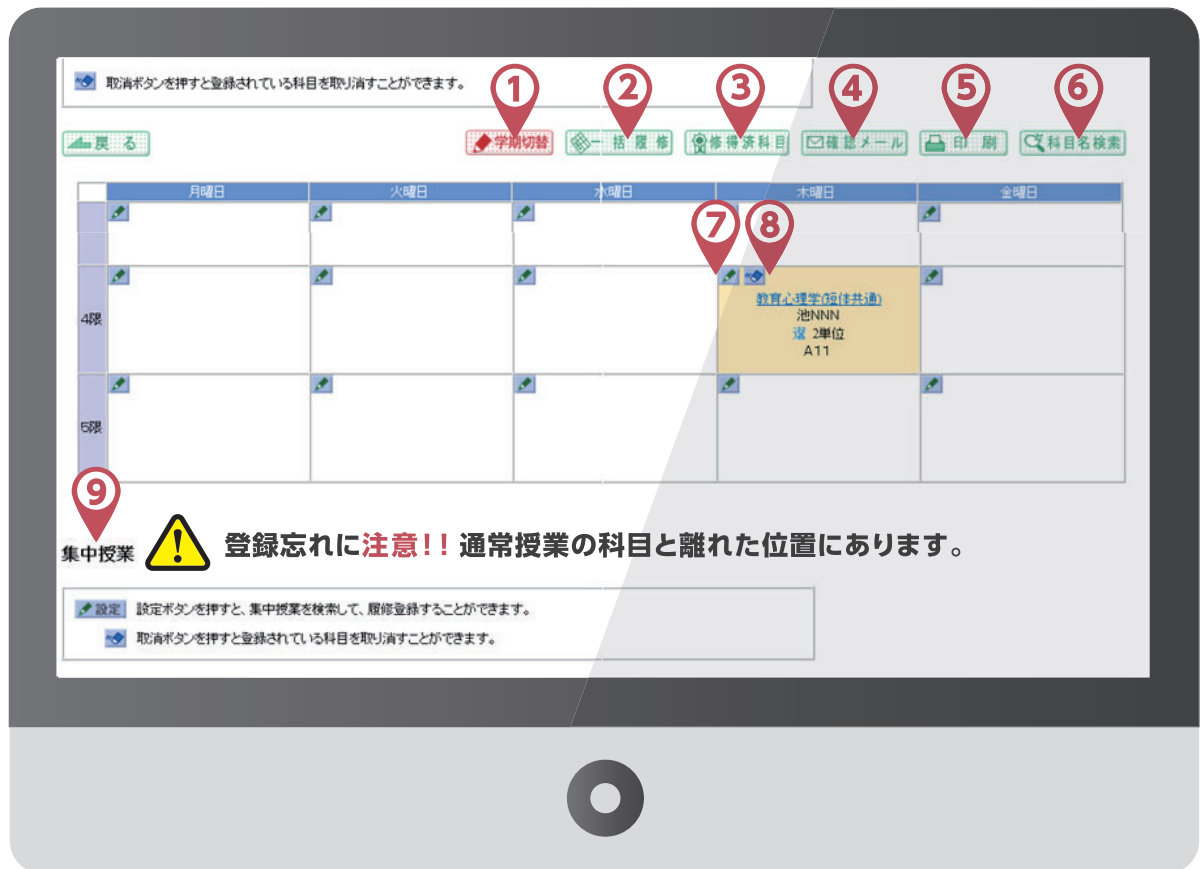 取消ボタンを押すと登録されている科目を取り消すことができます。
① ② ③ ④ ⑤ ⑥
戻る 学期切替 一括履修 修得済科目 確認メール 印刷 科目名検索
月曜日 火曜日 水曜日 木曜日 金曜日
⑦ ⑧
4限
教育心理学(短体共通)
池NNN
選 2単位
A11
5限
⑨
集中授業 登録忘れに注意!! 通常授業の科目と離れた位置にあります。
設定 設定ボタンを押すと、集中授業を検索して、履修登録することができます。
取消ボタンを押すと登録されている科目を取り消すことができます。